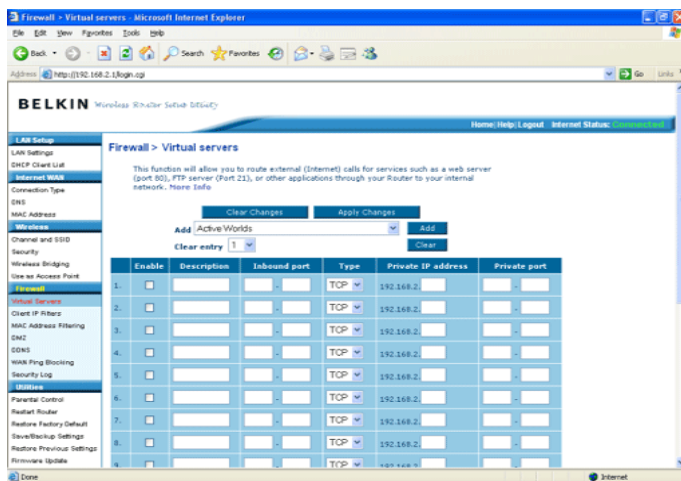 Firewall > Virtual servers - Microsoft Internet Explorer
File Edit View Favorites Tools Help
Back Search Favorites
Address http://192.168.2.1/login.cgi Go Links
BELKIN Wireless Router Setup Utility
Home|Help|Logout Internet Status: Connected
LAN Setup
LAN Settings
DHCP Client List
Internet WAN
Connection Type
DNS
MAC Address
Wireless
Channel and SSID
Security
Wireless Bridging
Use as Access Point
Firewall
Virtual Servers
Client IP Filters
MAC Address Filtering
DMZ
DDNS
WAN Ping Blocking
Security Log
Utilities
Parental Control
Restart Router
Restore Factory Default
Save/Backup Settings
Restore Previous Settings
Firmware Update
Firewall > Virtual servers
This function will allow you to route external (Internet) calls for services such as a web server
(port 80), FTP server (Port 21), or other applications through your Router to your internal
network. More Info
Clear Changes Apply Changes
Add Active Worlds Add
Clear entry 1 Clear
Enable Description Inbound port Type Private IP address Private port
1. - TCP 192.168.2. -
2. - TCP 192.168.2. -
3. - TCP 192.168.2. -
4. - TCP 192.168.2. -
5. - TCP 192.168.2. -
6. - TCP 192.168.2. -
7. - TCP 192.168.2. -
8. - TCP 192.168.2. -
9. - TCP 192.168.2. -
Done Internet